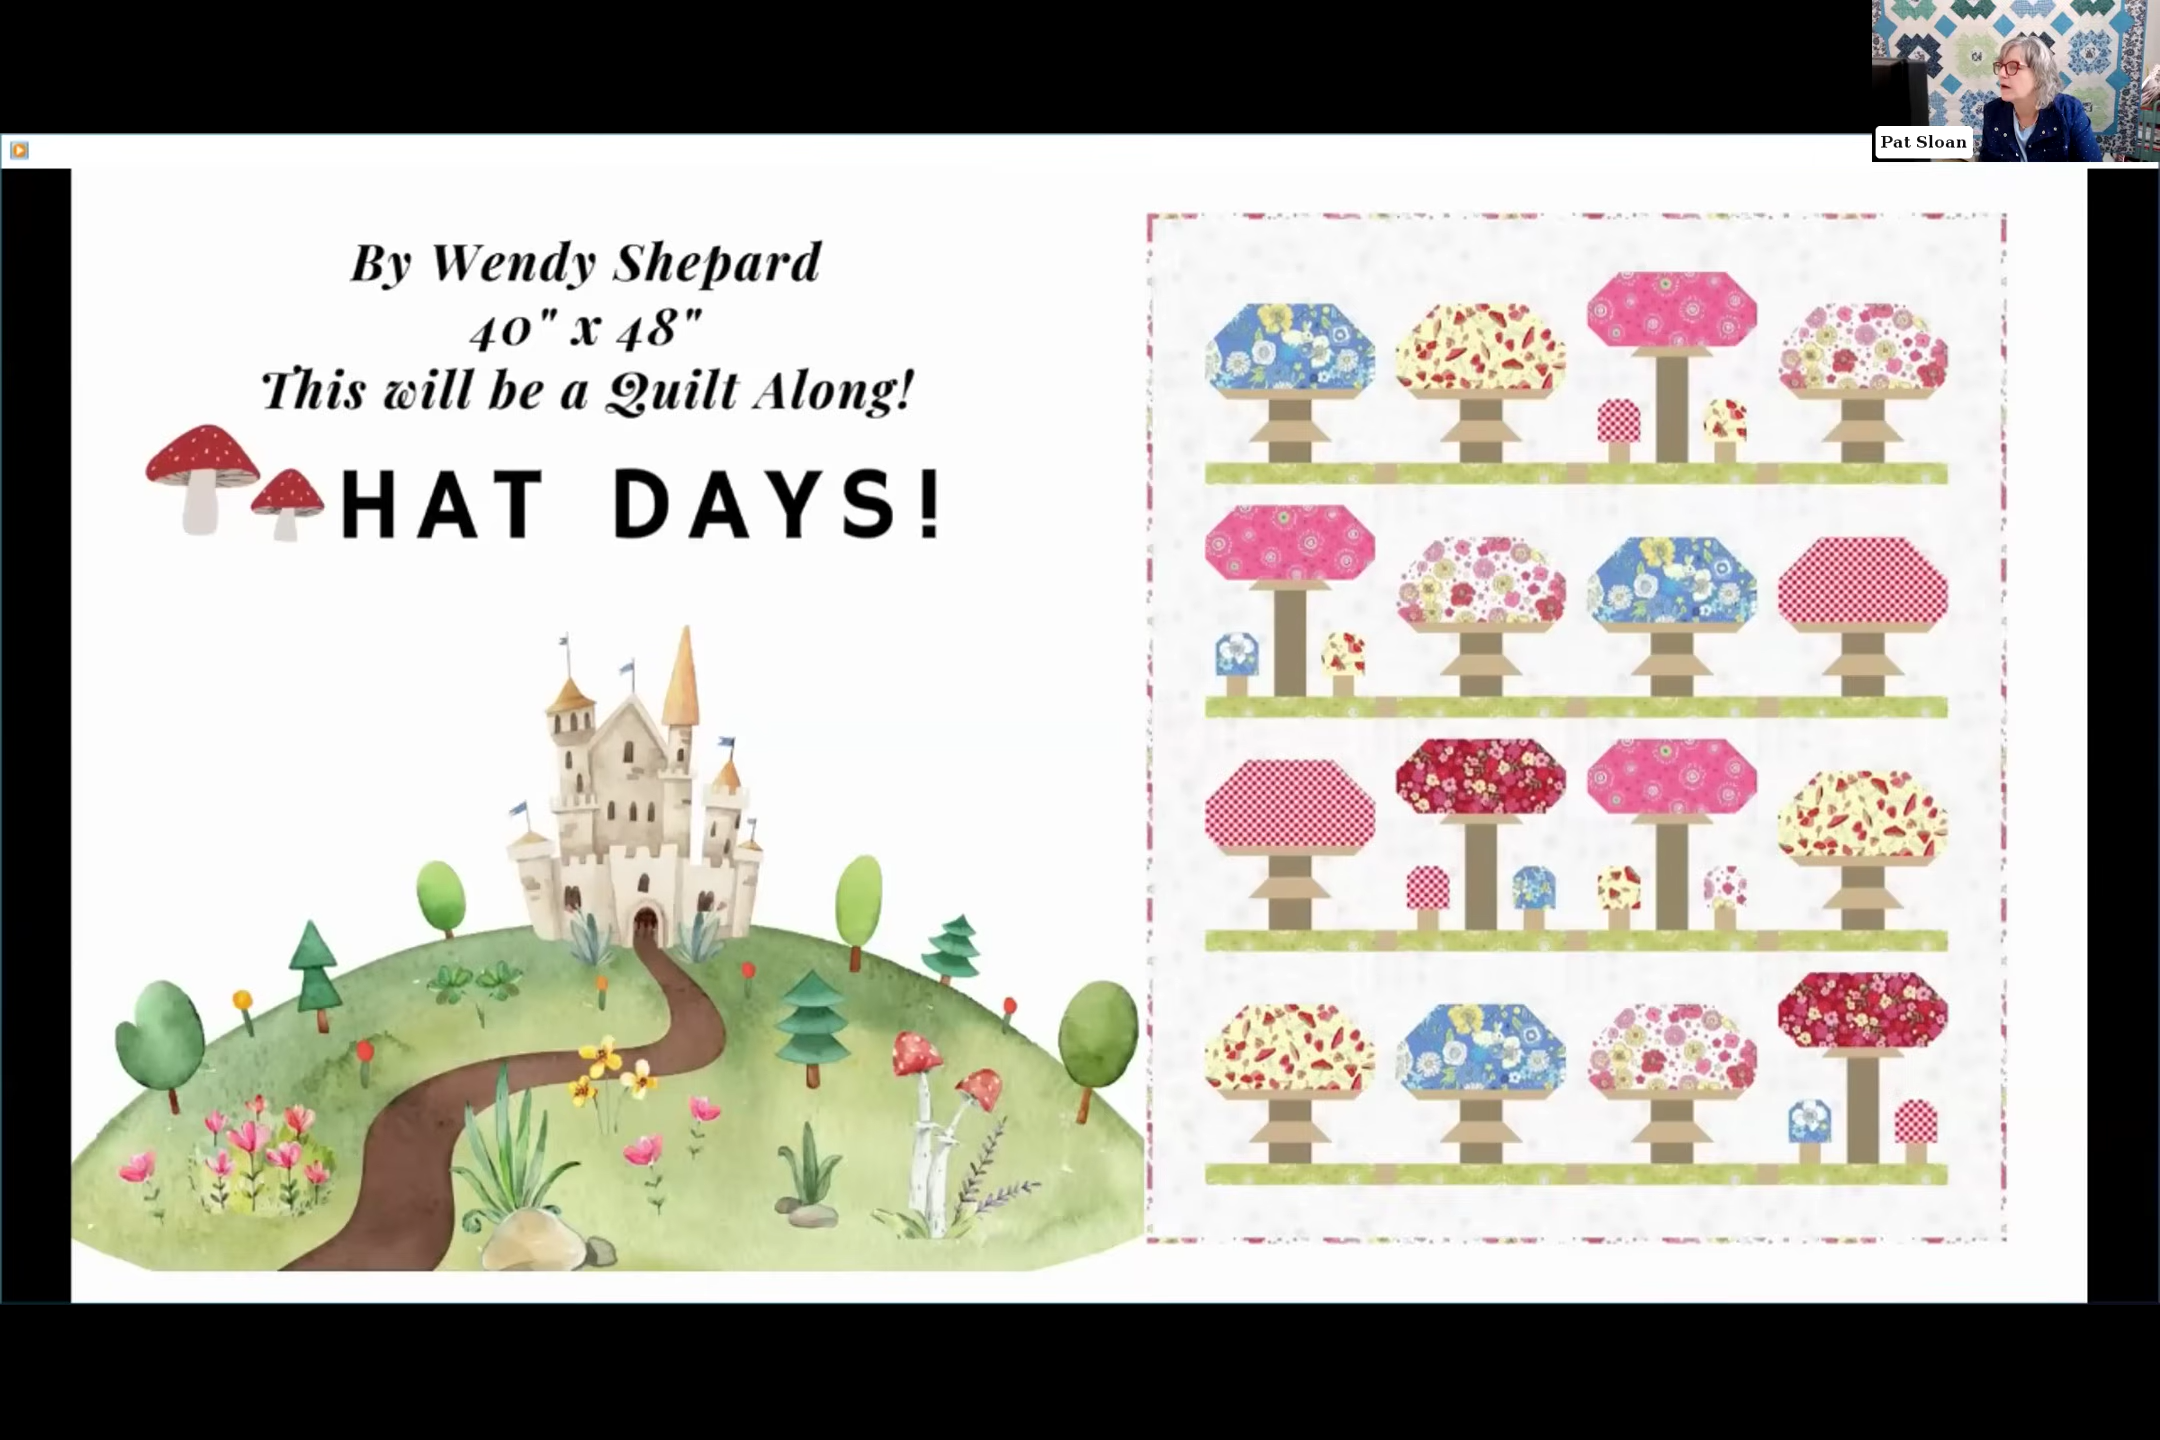 Pat Sloan
By Wendy Shepard
40" x 48"
This will be a Quilt Along!
HAT DAYS!